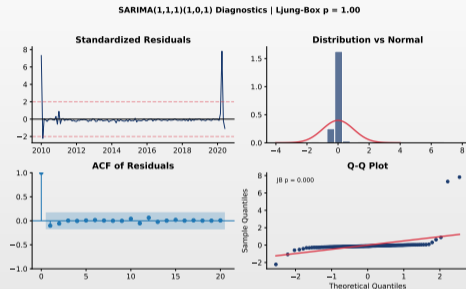 SARIMA(1,1,1)(1,0,1) Diagnostics | Ljung-Box p = 1.00
Standardized Residuals
8
6
4
2
0
−2
2010 2012 2014 2016 2018 2020
Distribution vs Normal
1.5
1.0
0.5
0.0
−4 −2 0 2 4 6 8
ACF of Residuals
1.0
0.5
0.0
−0.5
−1.0
0 5 10 15 20
Q-Q Plot
JB p = 0.000
Sample Quantiles
8
6
4
2
0
−2
−2 0 2
Theoretical Quantiles